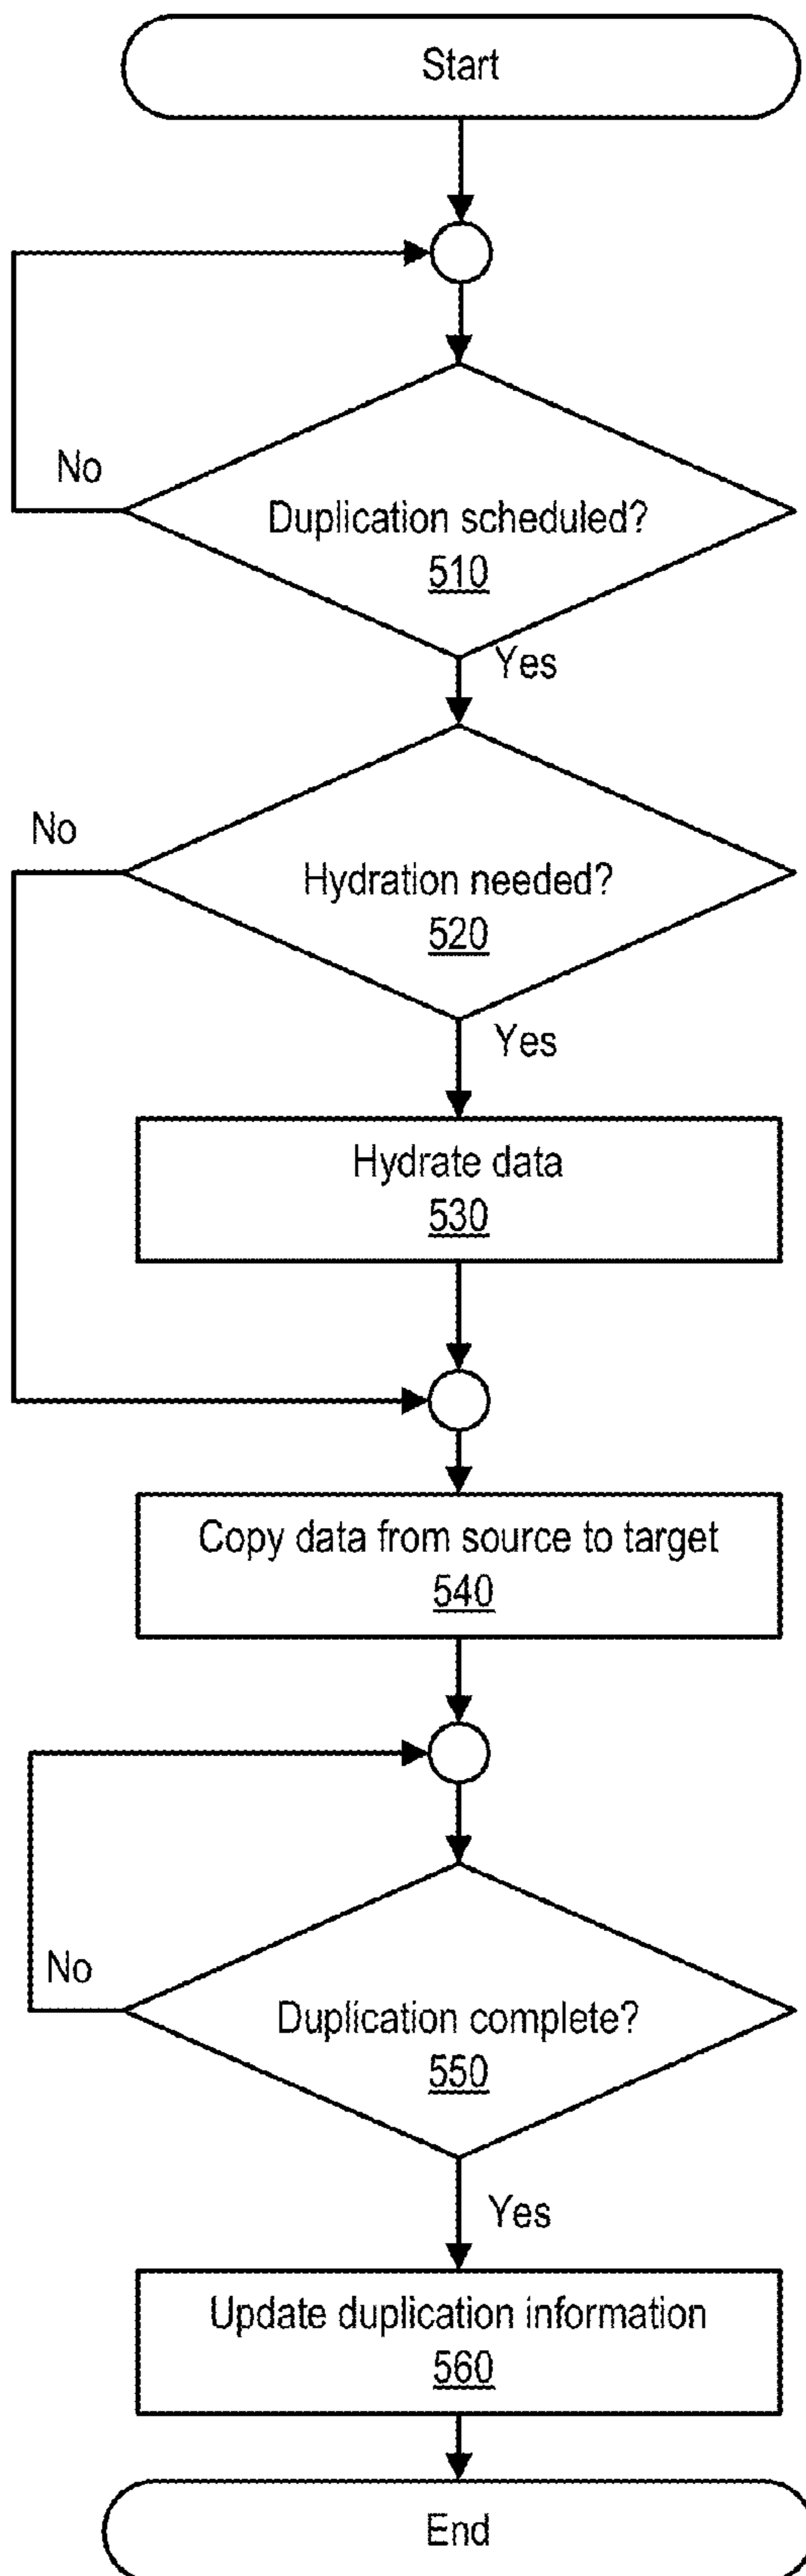 Start
No
Duplication scheduled?
510
Yes
No
Hydration needed?
520
Yes
Hydrate data
530
Copy data from source to target
540
No
Duplication complete?
550
Yes
Update duplication information
560
End